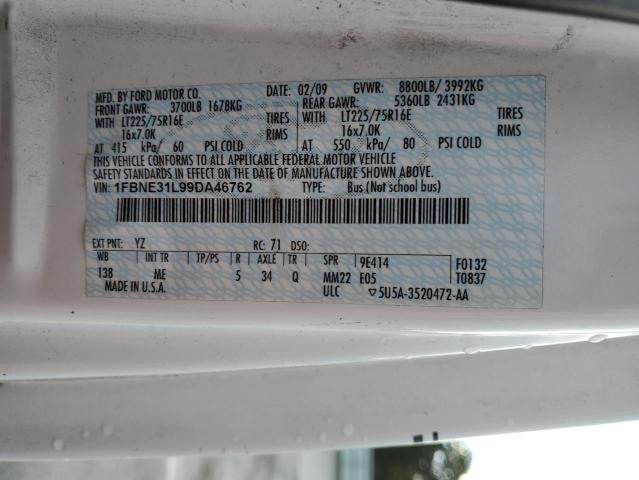 MFG. BY FORD MOTOR CO. 02/09 GVWR: 8800LB/ 3992KG
FRONT GAWR: 3700LB 1678KG REAR GAWR: 5360LB 2431KG
WITH LT225/75R16E TIRES WITH LT225/75R16E TIRES
16x7.0K RIMS 16x7.0K RIMS
AT 415 kPa/ 60 PSI COLD AT 550 kPa/ 80 PSI COLD
THIS VEHICLE CONFORMS TO ALL APPLICABLE FEDERAL MOTOR VEHICLE
SAFETY STANDARDS IN EFFECT ON THE DATE OF MANUFACTURE SHOWN ABOVE.
VIN: 1FBNE31L99DA46762 TYPE: Bus (Not school bus)
EXT PNT: YZ RC: 71 DSO:
WB INT TR TP/PS R AXLE TR SPR 9E414 F0132
138 ME 5 34 Q MM22 E05 T0837
MADE IN U.S.A. ULC ▽5U5A-3520472-AA